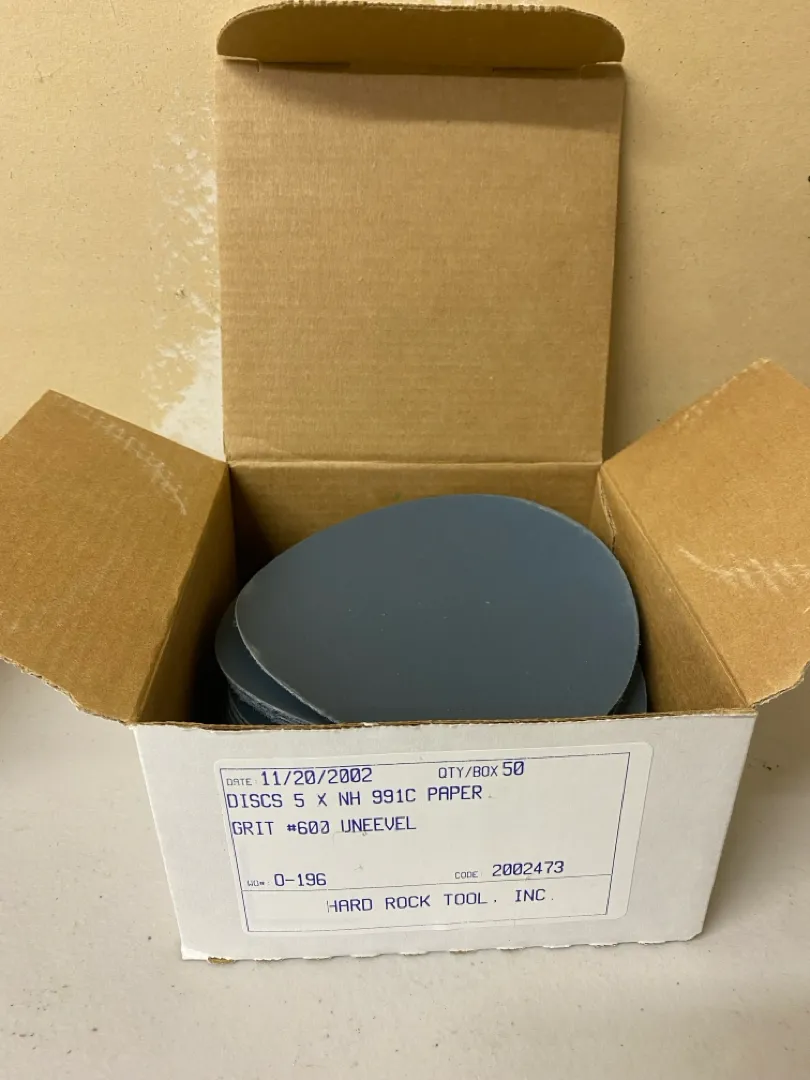 DATE: 11/20/2002 QTY/BOX 50
DISCS 5 X NH 991C PAPER.
GRIT #600 UNEEVEL
WO#: O-196 CODE: 2002473
HARD ROCK TOOL. INC.